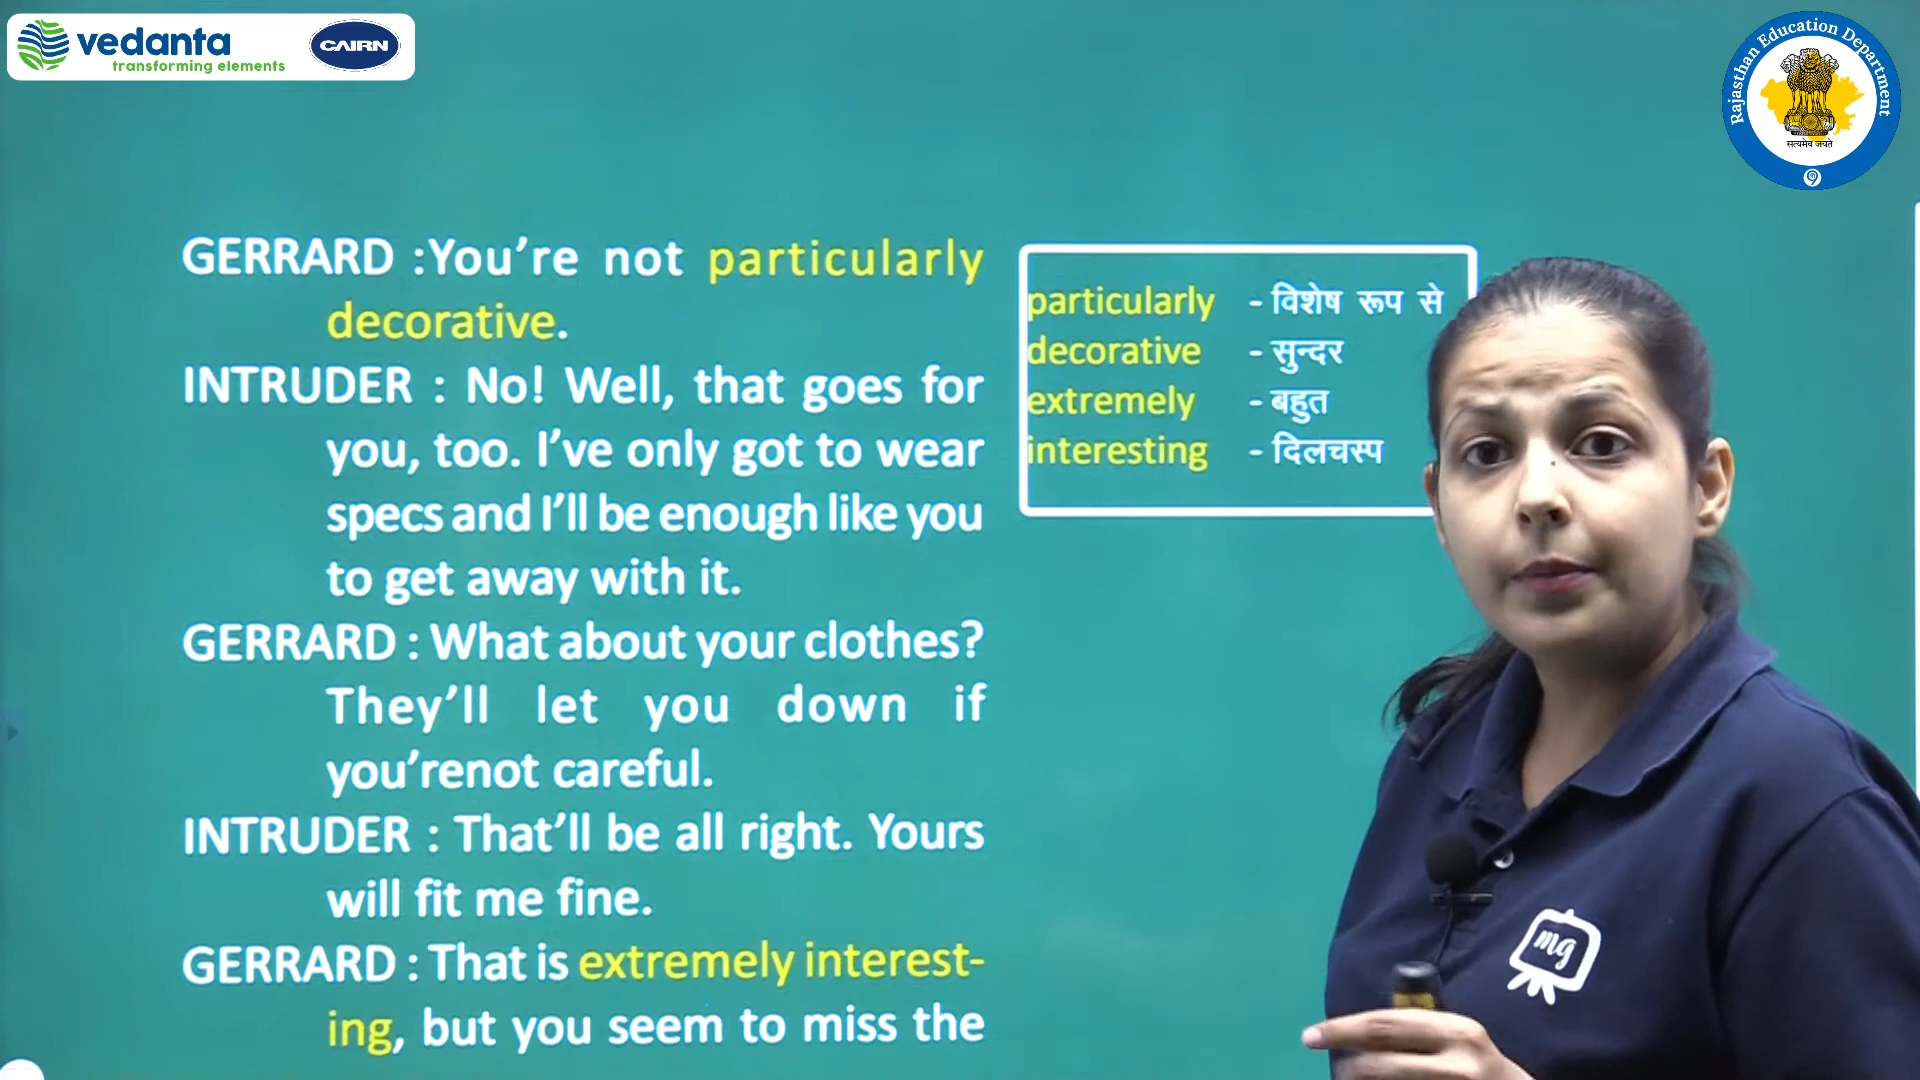 vedanta
transforming elements
CAIRN
Rajasthan Education Department
सत्यमेव जयते
GERRARD :You're not particularly
decorative.
INTRUDER : No! Well, that goes for
you, too. I've only got to wear
specs and I'll be enough like you
to get away with it.
GERRARD : What about your clothes?
They'll let you down if
you'renot careful.
INTRUDER : That'll be all right. Yours
will fit me fine.
GERRARD : That is extremely interest-
ing, but you seem to miss the
particularly - विशेष रूप से
decorative - सुन्दर
extremely - बहुत
interesting - दिलचस्प
mg